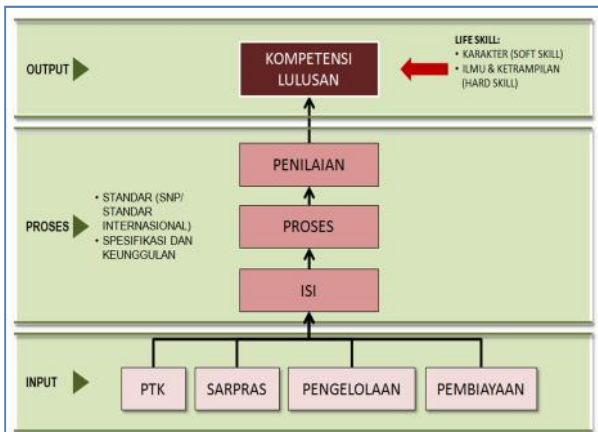 OUTPUT
KOMPETENSI
LULUSAN
LIFE SKILL:
• KARAKTER (SOFT SKILL)
• ILMU & KETRAMPILAN
(HARD SKILL)
PROSES
• STANDAR (SNP/
STANDAR
INTERNASIONAL)
• SPESIFIKASI DAN
KEUNGGULAN
PENILAIAN
PROSES
ISI
INPUT
PTK
SARPRAS
PENGELOLAAN
PEMBIAYAAN